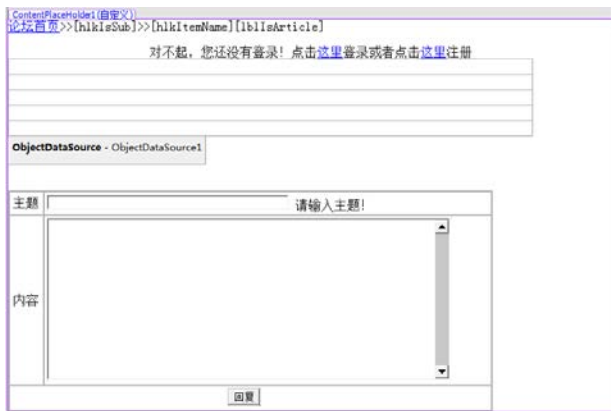 ContentPlaceHolder1 (自定义)
论坛首页>>[hlkIsSub]>>[hlkItemName][lblIsArticle]
对不起，您还没有登录！点击这里登录或者点击这里注册
ObjectDataSource - ObjectDataSource1
主题 请输入主题!
内容
回复